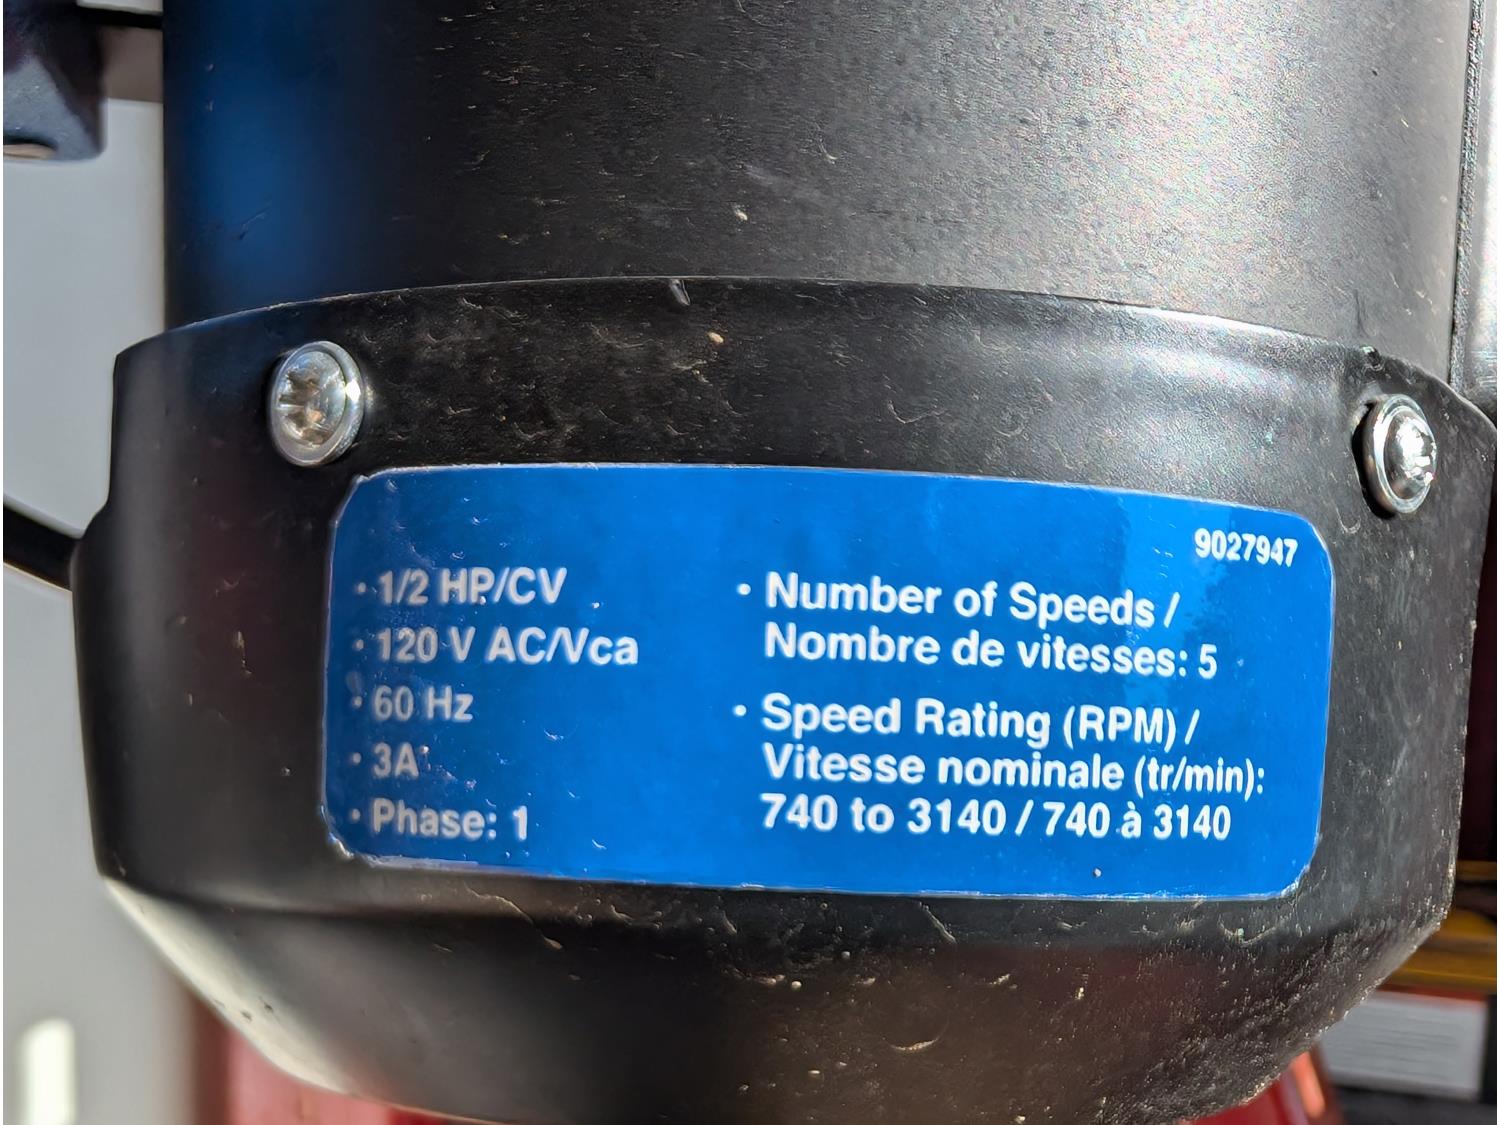 9027947
• 1/2 HP/CV
• 120 V AC/Vca
• 60 Hz
• 3A
• Phase: 1
• Number of Speeds /
Nombre de vitesses: 5
• Speed Rating (RPM) /
Vitesse nominale (tr/min):
740 to 3140 / 740 à 3140